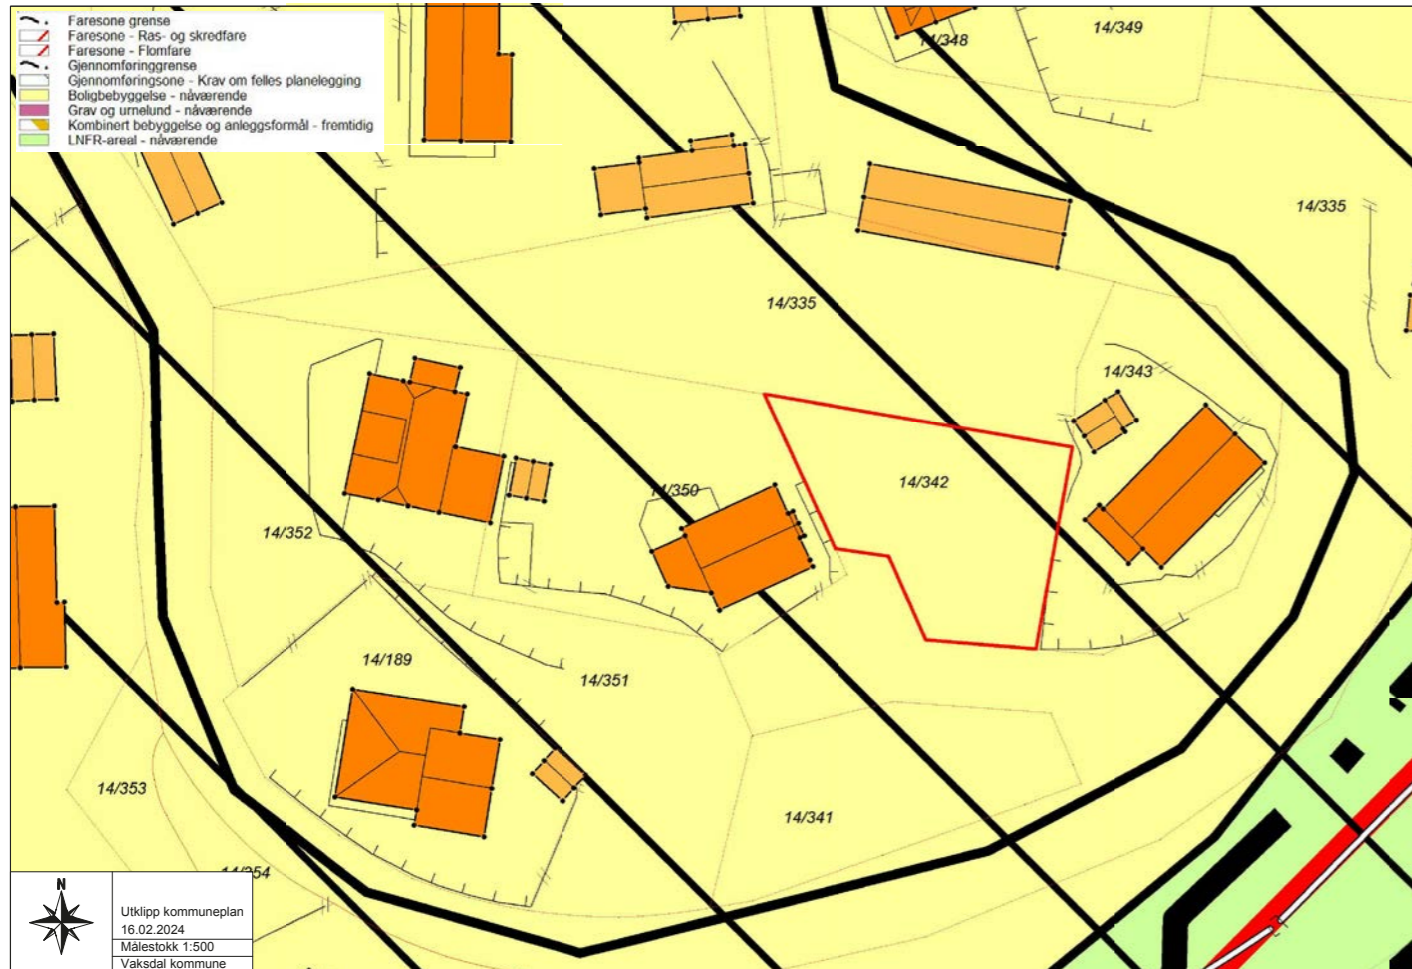 Faresone grense
Faresone - Ras- og skredfare
Faresone - Flomfare
Gjennomføringgrense
Gjennomføringsone - Krav om felles planelegging
Boligbebyggelse - nåværende
Grav og urnelund - nåværende
Kombinert bebyggelse og anleggsformål - fremtidig
LNFR-areal - nåværende
14/348
14/349
14/335
14/335
14/343
14/342
14/350
14/352
14/189
14/351
14/353
14/341
14/354
N
Utklipp kommuneplan
16.02.2024
Målestokk 1:500
Vaksdal kommune